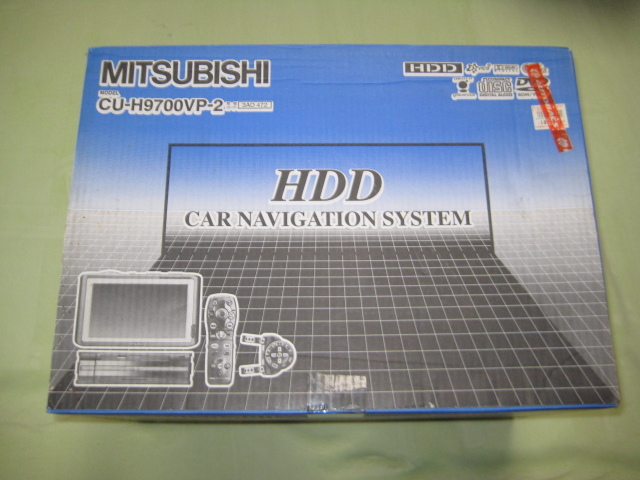 MITSUBISHI
MODEL
CU-H9700VP-2
HDD
HDD
CAR NAVIGATION SYSTEM